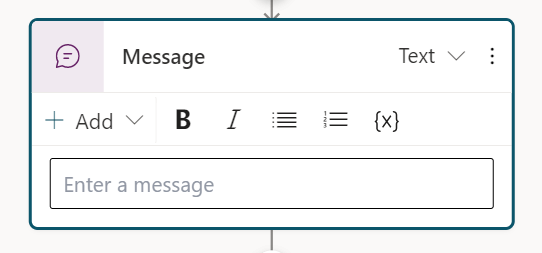 Message Text
Add B I {x}
Enter a message